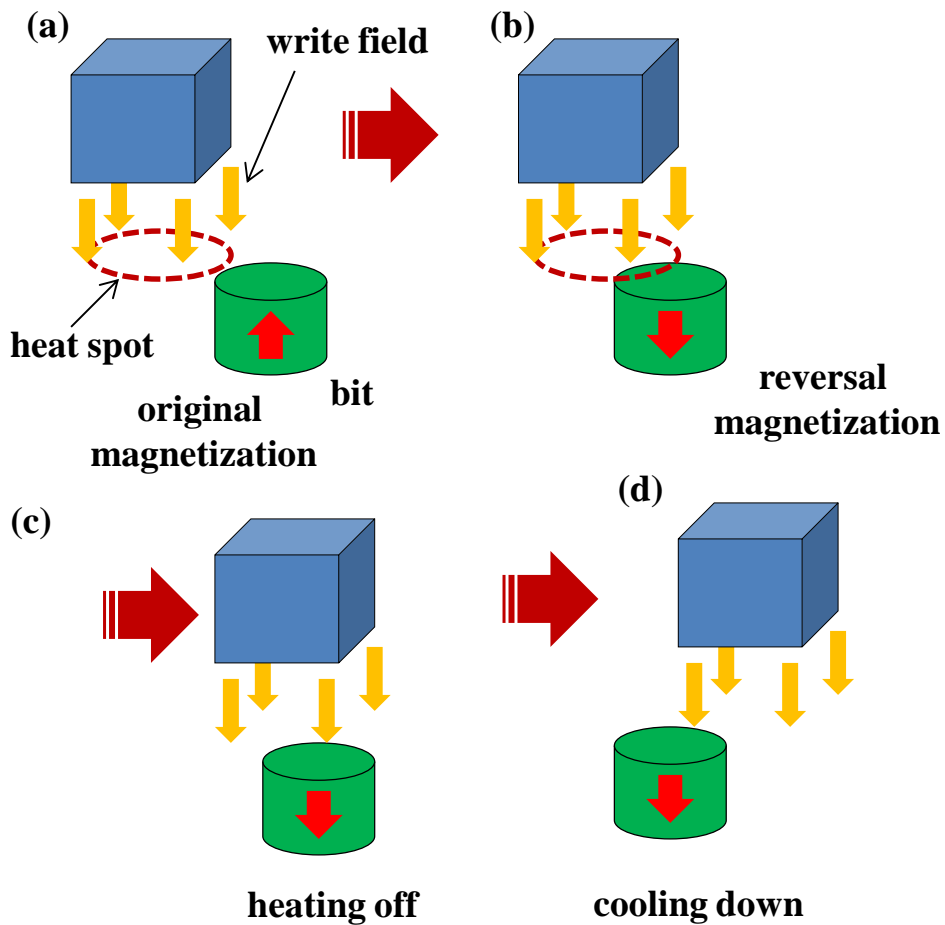 (a)
write field
(b)
heat spot
bit
original
magnetization
reversal
magnetization
(c)
(d)
heating off
cooling down